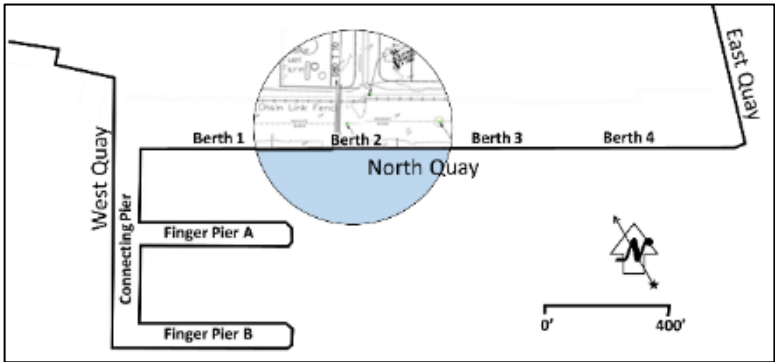 Chain Link Fence
Berth 1
Berth 2
Berth 3
Berth 4
North Quay
East Quay
West Quay
Connecting Pier
Finger Pier A
Finger Pier B
N
0'
400'